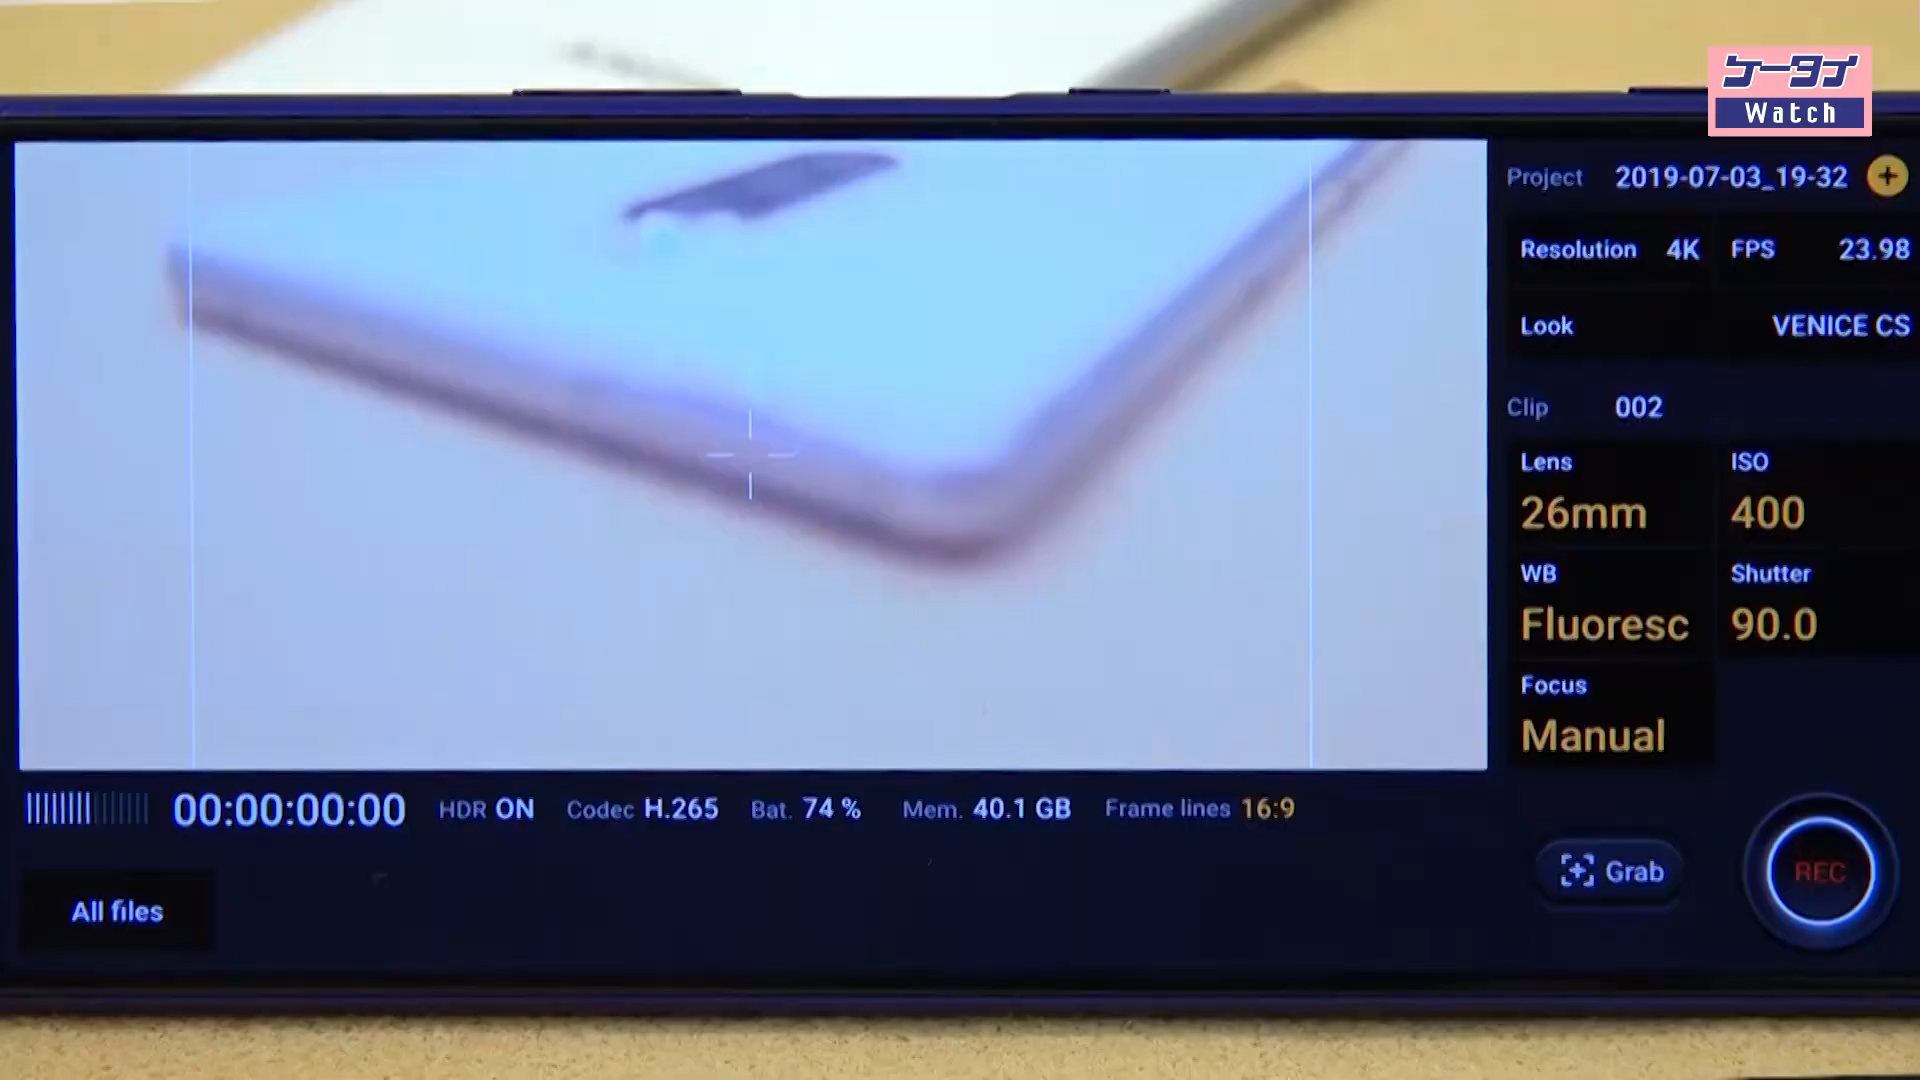 ケータイ
Watch
Project 2019-07-03_19-32
Resolution 4K FPS 23.98
Look VENICE CS
Clip 002
Lens ISO
26mm 400
WB Shutter
Fluoresc 90.0
Focus
Manual
00:00:00:00 HDR ON Codec H.265 Bat. 74 % Mem. 40.1 GB Frame lines 16:9
Grab REC
All files